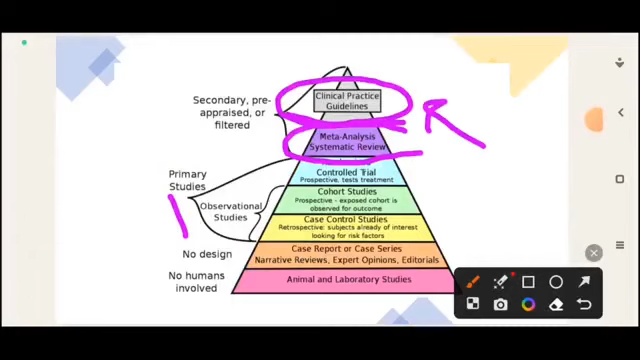 Clinical Practice
Guidelines
Secondary, pre-
appraised, or
filtered
Meta-Analysis
Systematic Review
Primary
Studies
Controlled Trial
Prospective, tests treatment
Observational
Studies
Cohort Studies
Prospective - exposed cohort is
observed for outcome
Case Control Studies
Retrospective: subjects already of interest
looking for risk factors
No design
Case Report or Case Series
Narrative Reviews, Expert Opinions, Editorials
No humans
involved
Animal and Laboratory Studies